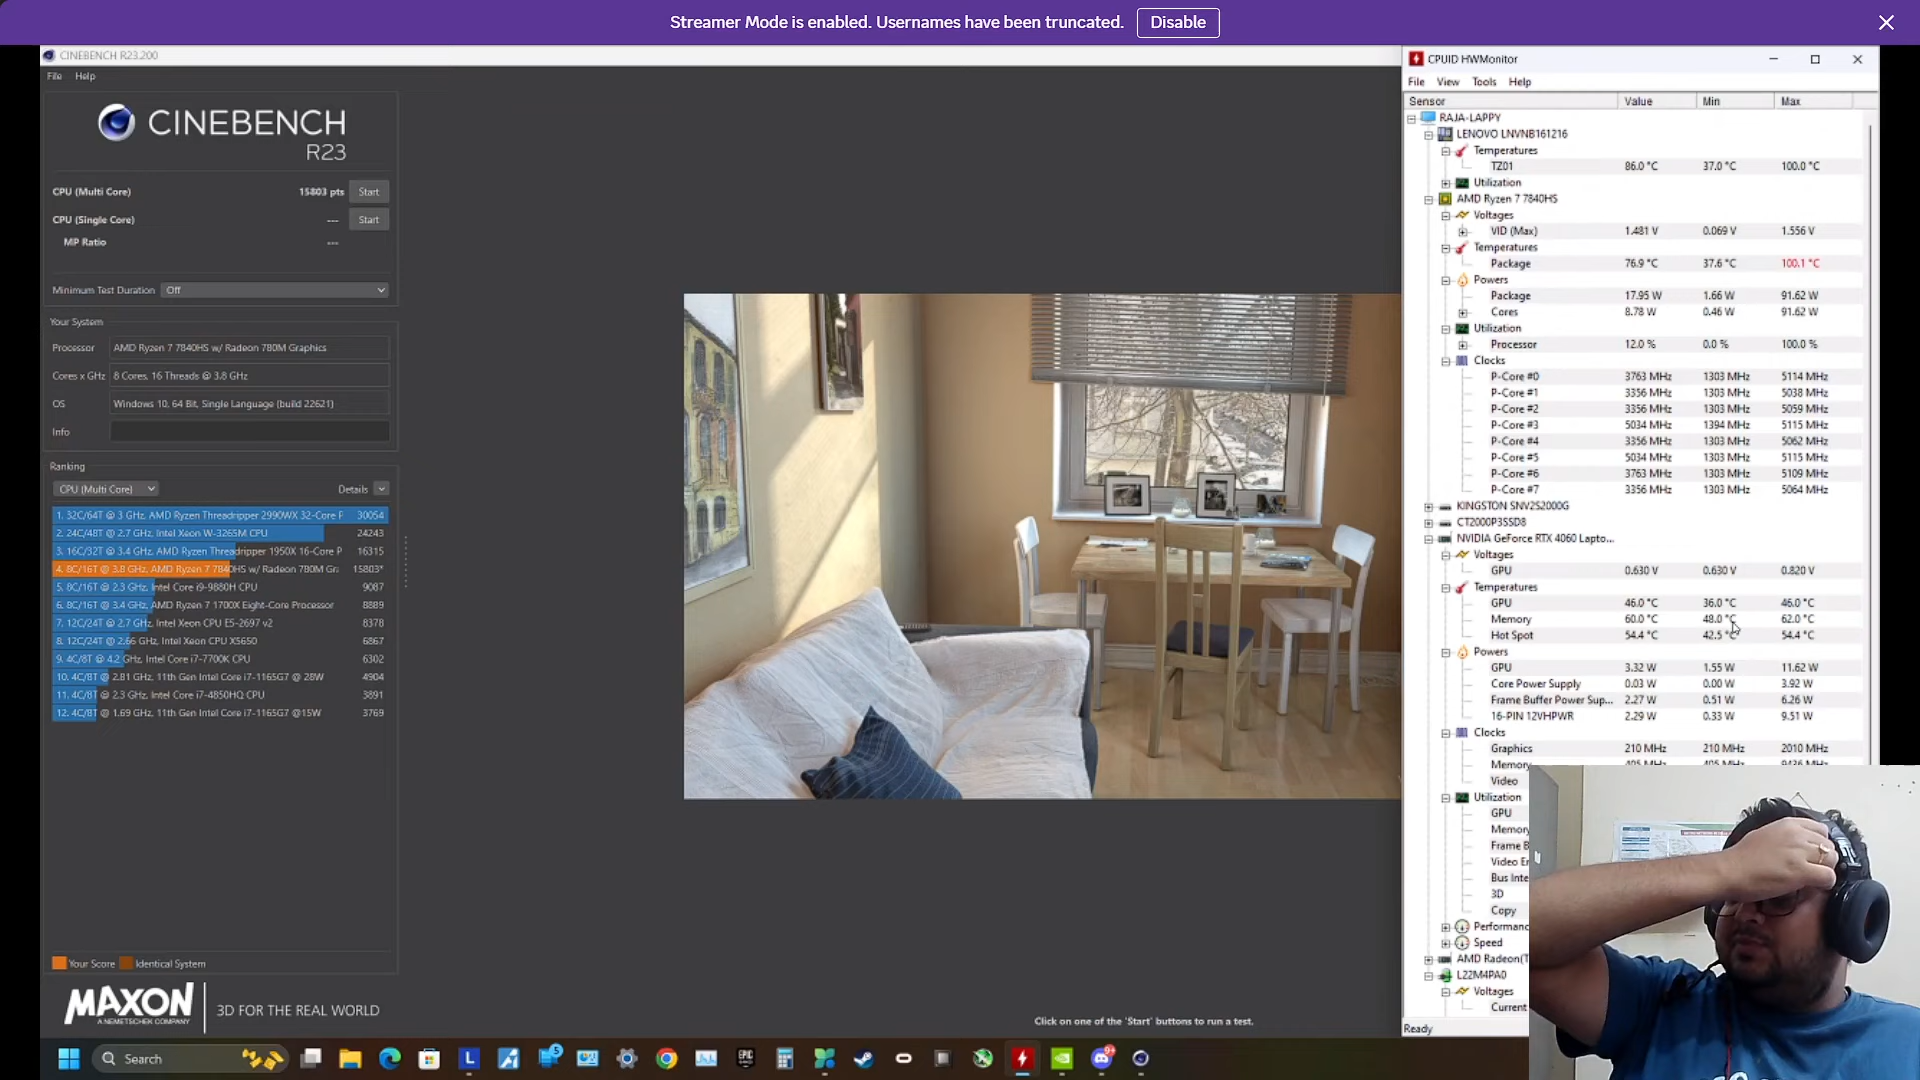 Streamer Mode is enabled. Usernames have been truncated. Disable
CINEBENCH R23.200
File Help
CINEBENCH
R23
CPU (Multi Core) 15803 pts Start
CPU (Single Core) --- Start
MP Ratio ---
Minimum Test Duration Off
Your System
Processor AMD Ryzen 7 7840HS w/ Radeon 780M Graphics
Cores x GHz 8 Cores, 16 Threads @ 3.8 GHz
OS Windows 10, 64 Bit, Single Language (build 22621)
Info
Ranking
CPU (Multi Core) Details
1. 32C/64T @ 3 GHz, AMD Ryzen Threadripper 2990WX 32-Core P 30054
2. 24C/48T @ 2.7 GHz, Intel Xeon W-3265M CPU 24243
3. 16C/32T @ 3.4 GHz, AMD Ryzen Threadripper 1950X 16-Core P 16315
4. 8C/16T @ 3.8 GHz, AMD Ryzen 7 7840HS w/ Radeon 780M Gra 15803*
5. 8C/16T @ 2.3 GHz, Intel Core i9-9880H CPU 9087
6. 8C/16T @ 3.4 GHz, AMD Ryzen 7 1700X Eight-Core Processor 8889
7. 12C/24T @ 2.7 GHz, Intel Xeon CPU E5-2697 v2 8378
8. 12C/24T @ 2.66 GHz, Intel Xeon CPU X5650 6867
9. 4C/8T @ 4.2 GHz, Intel Core i7-7700K CPU 6302
10. 4C/8T @ 2.81 GHz, 11th Gen Intel Core i7-1165G7 @ 28W 4904
11. 4C/8T @ 2.3 GHz, Intel Core i7-4850HQ CPU 3891
12. 4C/8T @ 1.69 GHz, 11th Gen Intel Core i7-1165G7 @15W 3769
Your Score Identical System
MAXON
A NEMETSCHEK COMPANY
3D FOR THE REAL WORLD
Click on one of the 'Start' buttons to run a test.
CPUID HWMonitor
File View Tools Help
Sensor Value Min Max
RAJA-LAPPY
LENOVO LNVNB161216
Temperatures
TZ01 86.0 °C 37.0 °C 100.0 °C
Utilization
AMD Ryzen 7 7840HS
Voltages
VID (Max) 1.481 V 0.069 V 1.556 V
Temperatures
Package 76.9 °C 37.6 °C 100.1 °C
Powers
Package 17.95 W 1.66 W 91.62 W
Cores 8.78 W 0.46 W 91.62 W
Utilization
Processor 12.0 % 0.0 % 100.0 %
Clocks
P-Core #0 3763 MHz 1303 MHz 5114 MHz
P-Core #1 3356 MHz 1303 MHz 5038 MHz
P-Core #2 3356 MHz 1303 MHz 5059 MHz
P-Core #3 5034 MHz 1394 MHz 5115 MHz
P-Core #4 3356 MHz 1303 MHz 5062 MHz
P-Core #5 5034 MHz 1303 MHz 5115 MHz
P-Core #6 3763 MHz 1303 MHz 5109 MHz
P-Core #7 3356 MHz 1303 MHz 5064 MHz
KINGSTON SNV2S2000G
CT2000P3SSD8
NVIDIA GeForce RTX 4060 Lapto...
Voltages
GPU 0.630 V 0.630 V 0.820 V
Temperatures
GPU 46.0 °C 36.0 °C 46.0 °C
Memory 60.0 °C 48.0 °C 62.0 °C
Hot Spot 54.4 °C 42.5 °C 54.4 °C
Powers
GPU 3.32 W 1.55 W 11.62 W
Core Power Supply 0.03 W 0.00 W 3.92 W
Frame Buffer Power Sup... 2.27 W 0.51 W 6.26 W
16-PIN 12VHPWR 2.29 W 0.33 W 9.51 W
Clocks
Graphics 210 MHz 210 MHz 2010 MHz
Memory 405 MHz 405 MHz
Video
Utilization
GPU
Memory
Frame B
Video En
Bus Inte
3D
Copy
Performanc
Speed
AMD Radeon(T
L22M4PA0
Voltages
Current
Ready
Search